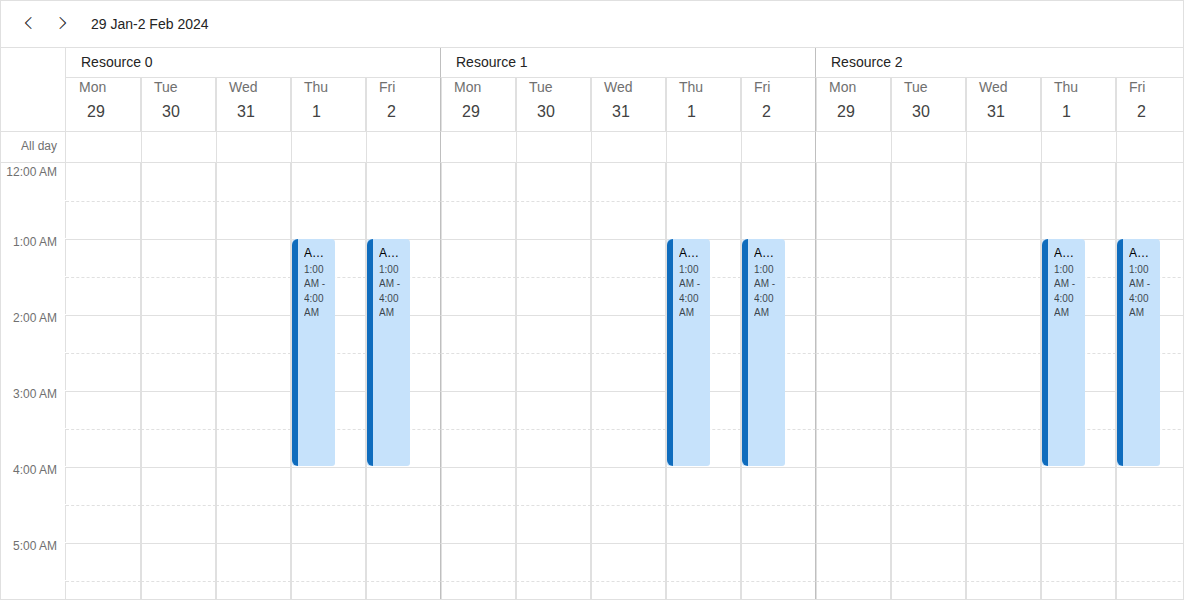 29 Jan-2 Feb 2024
Resource 0 Resource 1 Resource 2
Mon Tue Wed Thu Fri Mon Tue Wed Thu Fri Mon Tue Wed Thu Fri
29 30 31 1 2 29 30 31 1 2 29 30 31 1 2
All day
12:00 AM
1:00 AM
A... A... A... A... A... A...
1:00 1:00 1:00 1:00 1:00 1:00
AM - AM - AM - AM - AM - AM -
4:00 4:00 4:00 4:00 4:00 4:00
AM AM AM AM AM AM
2:00 AM
3:00 AM
4:00 AM
5:00 AM